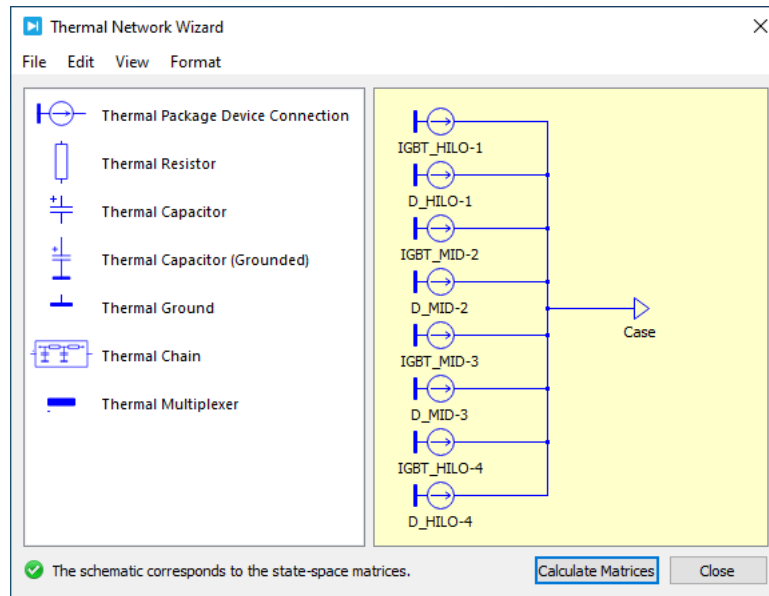 Thermal Network Wizard
File Edit View Format
Thermal Package Device Connection
Thermal Resistor
Thermal Capacitor
Thermal Capacitor (Grounded)
Thermal Ground
Thermal Chain
Thermal Multiplexer
IGBT_HILO-1
D_HILO-1
IGBT_MID-2
D_MID-2
IGBT_MID-3
D_MID-3
IGBT_HILO-4
D_HILO-4
Case
The schematic corresponds to the state-space matrices.
Calculate Matrices
Close